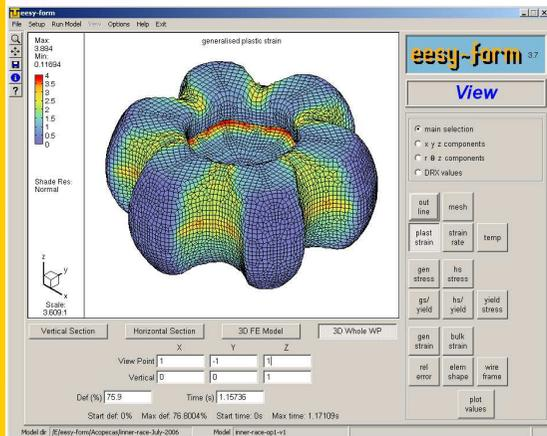 eesy-form
File Setup Run Model View Options Help Exit
Max:
3.884
Min:
0.11694
generalised plastic strain
4
3.5
3
2.5
2
1.5
1
0.5
0
Shade Res:
Normal
z
y
x
Scale:
3.609:1
eesy-form 3.7
View
main selection
x y z components
r θ z components
DRX values
out line
mesh
plast strain
strain rate
temp
gen stress
hs stress
gs/ yield
hs/ yield
yield stress
gen strain
bulk strain
rel error
elem shape
wire frame
plot values
Vertical Section Horizontal Section 3D FE Model 3D Whole WP
X Y Z
View Point 1 -1 1
Vertical 0 0 1
Def (%) 75.9 Time (s) 1.15736
Start def: 0% Max def: 76.8004% Start time: 0s Max time: 1.17109s
Model dir /E/eesy-form/Acopecas/inner-race-July-2006 Model inner-race-op1-v1